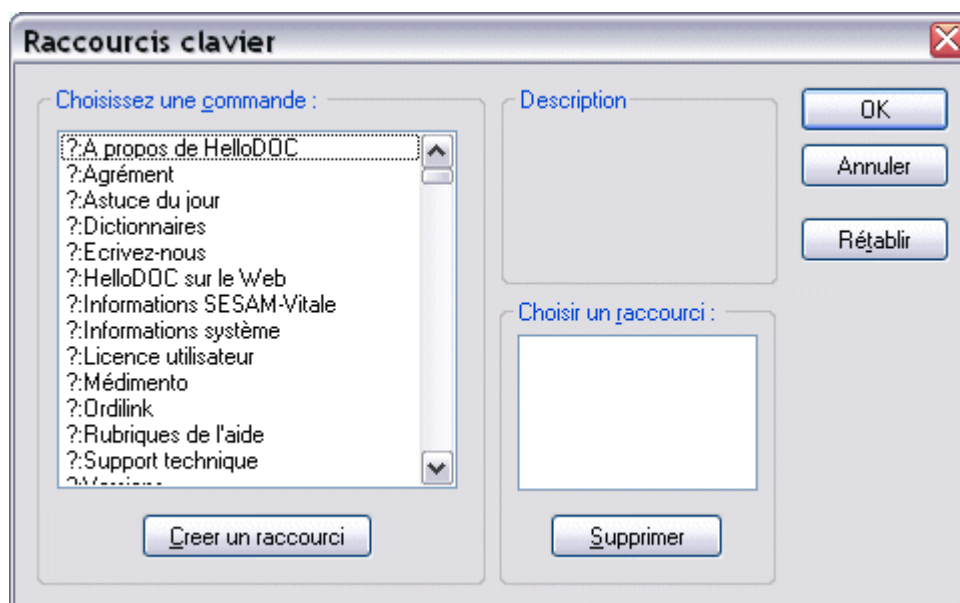 Raccourcis clavier
Choisissez une commande :
?:A propos de HelloDOC
?:Agrément
?:Astuce du jour
?:Dictionnaires
?:Ecrivez-nous
?:HelloDOC sur le Web
?:Informations SESAM-Vitale
?:Informations système
?:Licence utilisateur
?:Médimento
?:Ordilink
?:Rubriques de l'aide
?:Support technique
Creer un raccourci
Description
Choisir un raccourci :
Supprimer
OK
Annuler
Rétablir